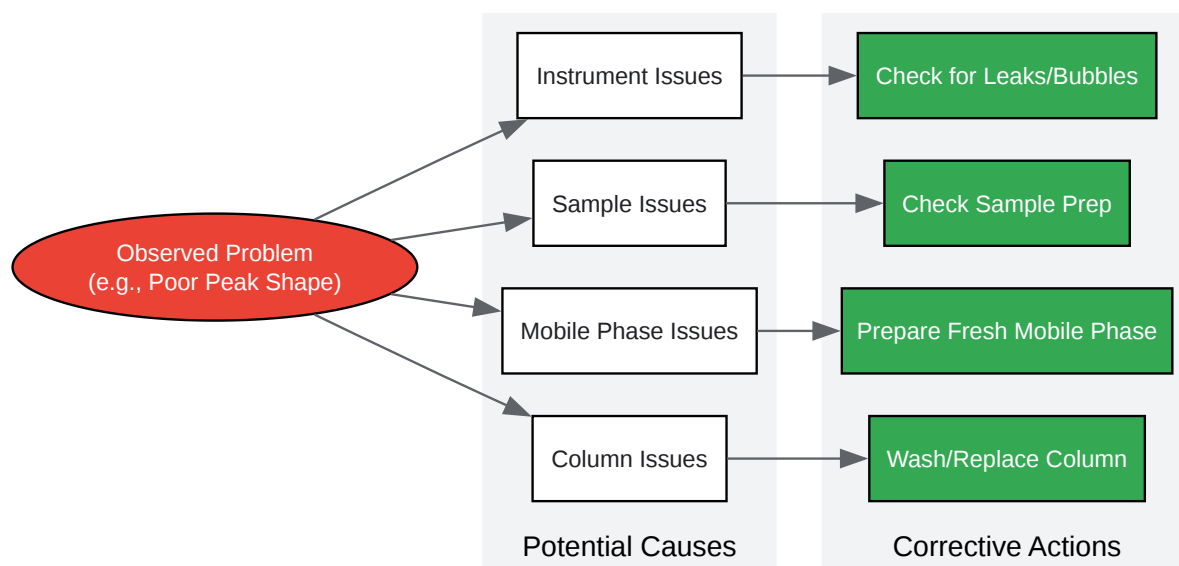 Observed Problem
(e.g., Poor Peak Shape)
Instrument Issues
Sample Issues
Mobile Phase Issues
Column Issues
Potential Causes
Check for Leaks/Bubbles
Check Sample Prep
Prepare Fresh Mobile Phase
Wash/Replace Column
Corrective Actions